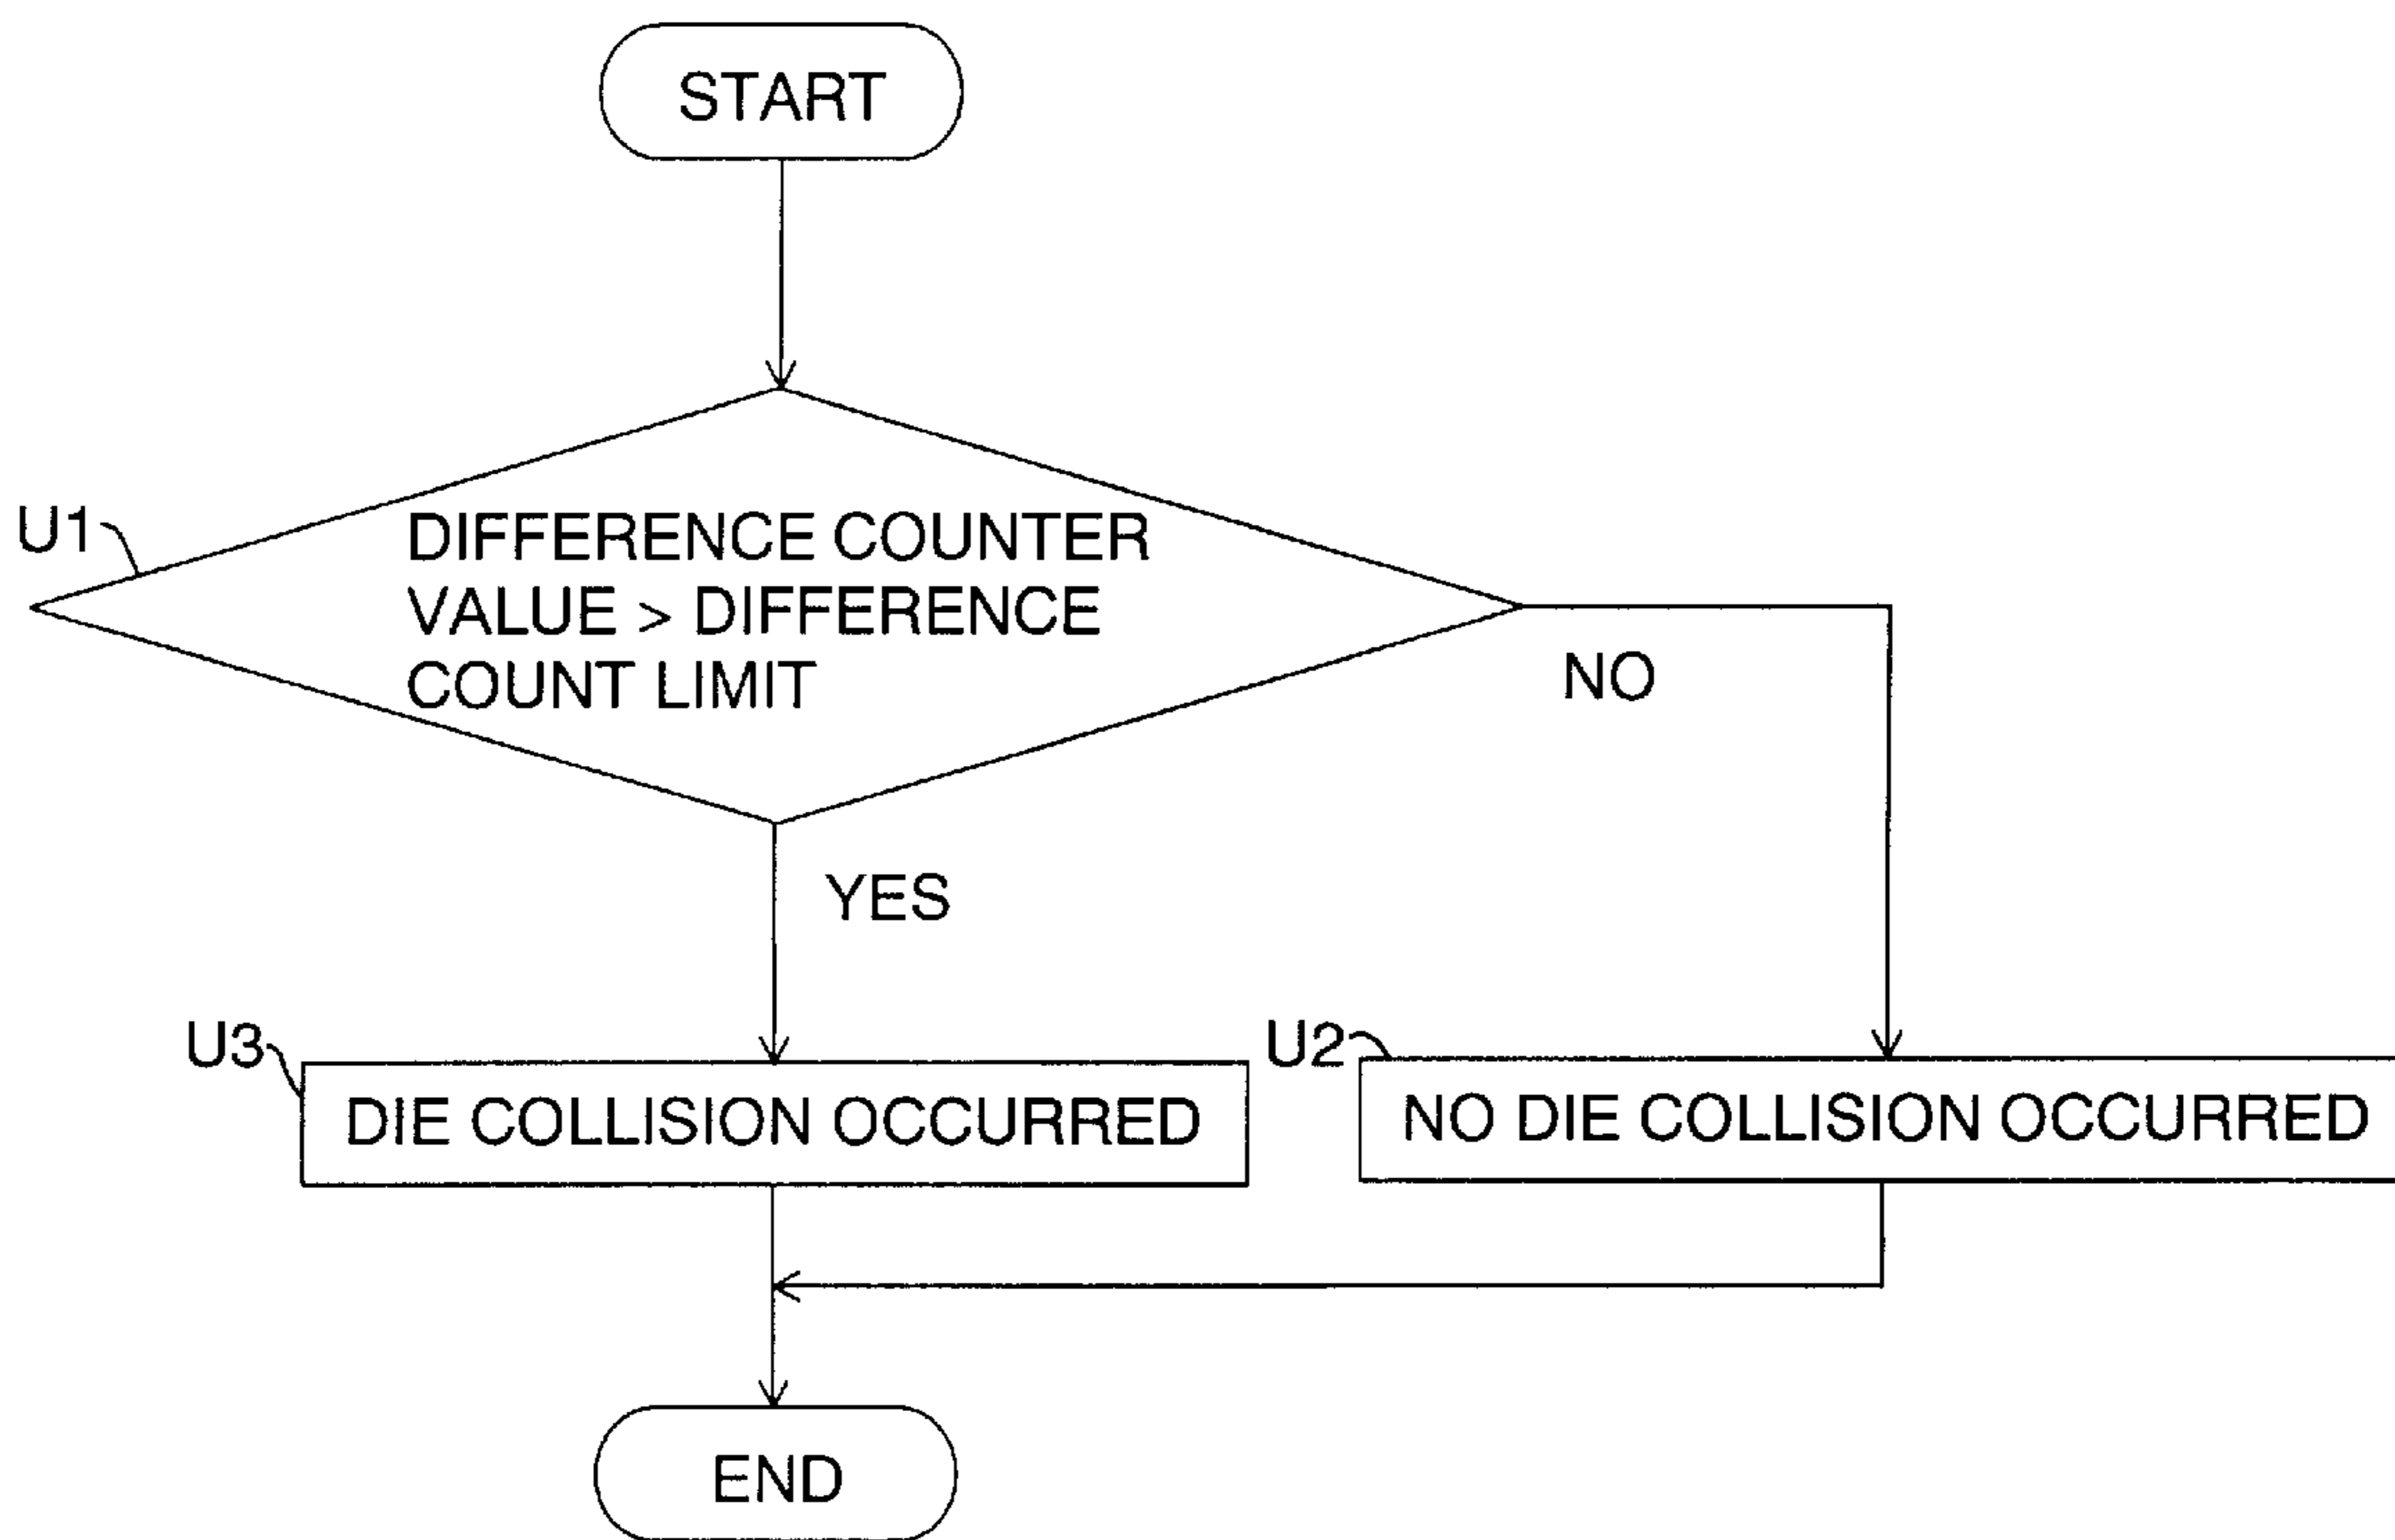 START
U1
DIFFERENCE COUNTER
VALUE > DIFFERENCE
COUNT LIMIT
NO
YES
U3
DIE COLLISION OCCURRED
U2
NO DIE COLLISION OCCURRED
END